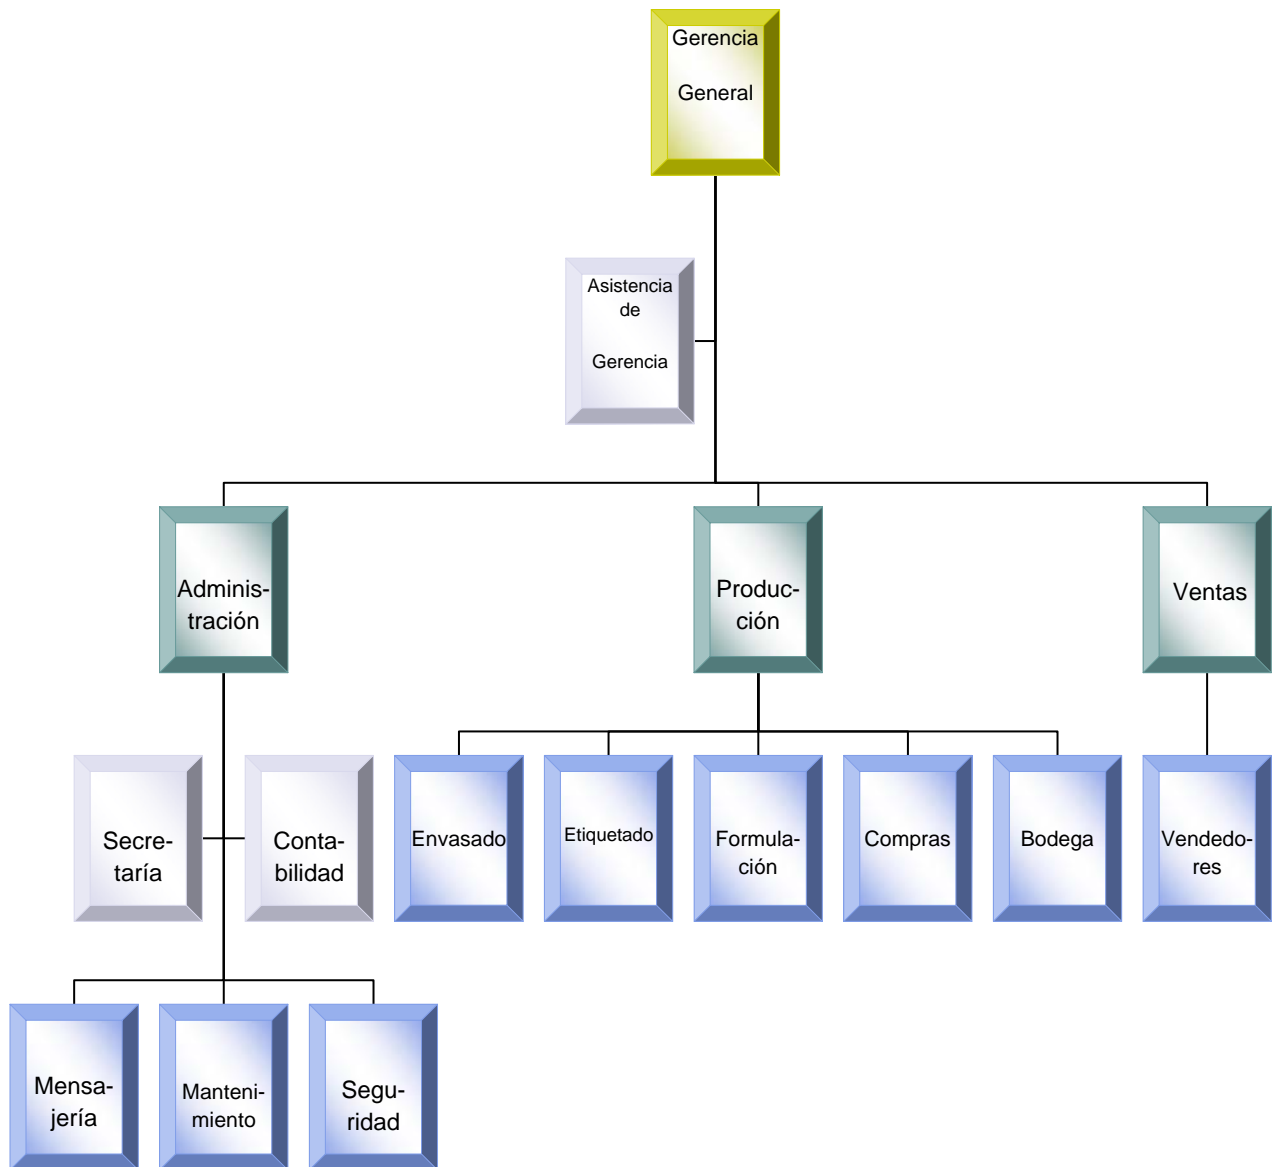 Gerencia
General
Asistencia
de
Gerencia
Adminis-
tración
Produc-
ción
Ventas
Secre-
taría
Conta-
bilidad
Envasado
Etiquetado
Formula-
ción
Compras
Bodega
Vendedo-
res
Mensa-
jería
Manteni-
miento
Segu-
ridad